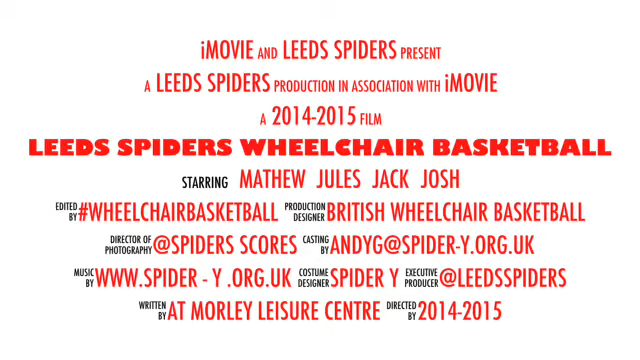 iMOVIE AND LEEDS SPIDERS PRESENT
A LEEDS SPIDERS PRODUCTION IN ASSOCIATION WITH iMOVIE
A 2014-2015 FILM
LEEDS SPIDERS WHEELCHAIR BASKETBALL
STARRING MATHEW JULES JACK JOSH
EDITED BY #WHEELCHAIRBASKETBALL PRODUCTION DESIGNER BRITISH WHEELCHAIR BASKETBALL
DIRECTOR OF PHOTOGRAPHY @SPIDERS SCORES CASTING BY ANDYG@SPIDER-Y.ORG.UK
MUSIC BY WWW.SPIDER - Y .ORG.UK COSTUME DESIGNER SPIDER Y EXECUTIVE PRODUCER @LEEDSSPIDERS
WRITTEN BY AT MORLEY LEISURE CENTRE DIRECTED BY 2014-2015